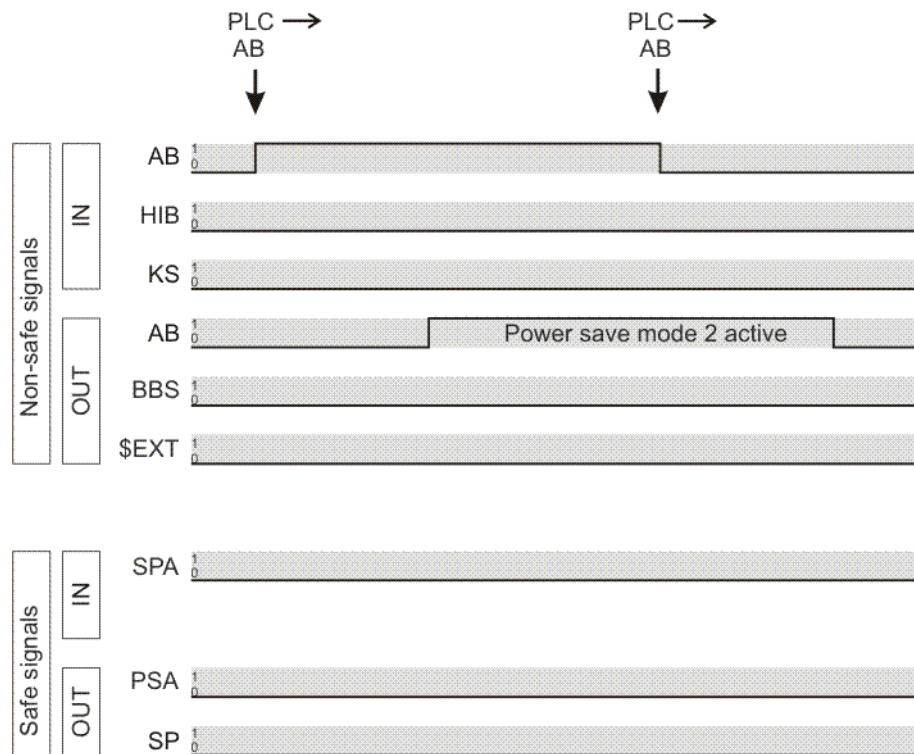 PLC → PLC →
AB AB
Non-safe signals
IN
AB 1 0
HIB 1 0
KS 1 0
OUT
AB 1 0 Power save mode 2 active
BBS 1 0
$EXT 1 0
Safe signals
IN
SPA 1 0
OUT
PSA 1 0
SP 1 0